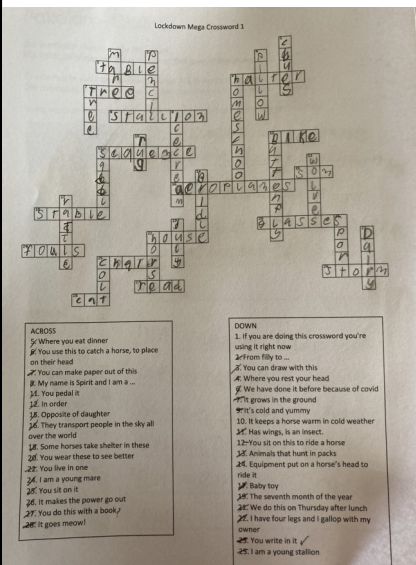 Lockdown Mega Crossword 1
ACROSS
5. Where you eat dinner
6. You use this to catch a horse, to place
on their head
7. You can make paper out of this
8. My name is Spirit and I am a ...
11. You pedal it
12. In order
15. Opposite of daughter
16. They transport people in the sky all
over the world
18. Some horses take shelter in these
20. You wear these to see better
22. You live in one
24. I am a young mare
25. You sit on it
26. It makes the power go out
27. You do this with a book
28. It goes meow!
DOWN
1. If you are doing this crossword you're
using it right now
2. From filly to ...
3. You can draw with this
4. Where you rest your head
6. We have done it before because of covid
7. It grows in the ground
9. It's cold and yummy
10. It keeps a horse warm in cold weather
11. Has wings, is an insect.
12. You sit on this to ride a horse
13. Animals that hunt in packs
14. Equipment put on a horse's head to
ride it
17. Baby toy
19. The seventh month of the year
21. We do this on Thursday after lunch
22. I have four legs and I gallop with my
owner
23. You write in it
25. I am a young stallion
table
halter
tree
stallion
bike
sequence
son
aeroplanes
stable
glasses
house
chair
storm
read
cat